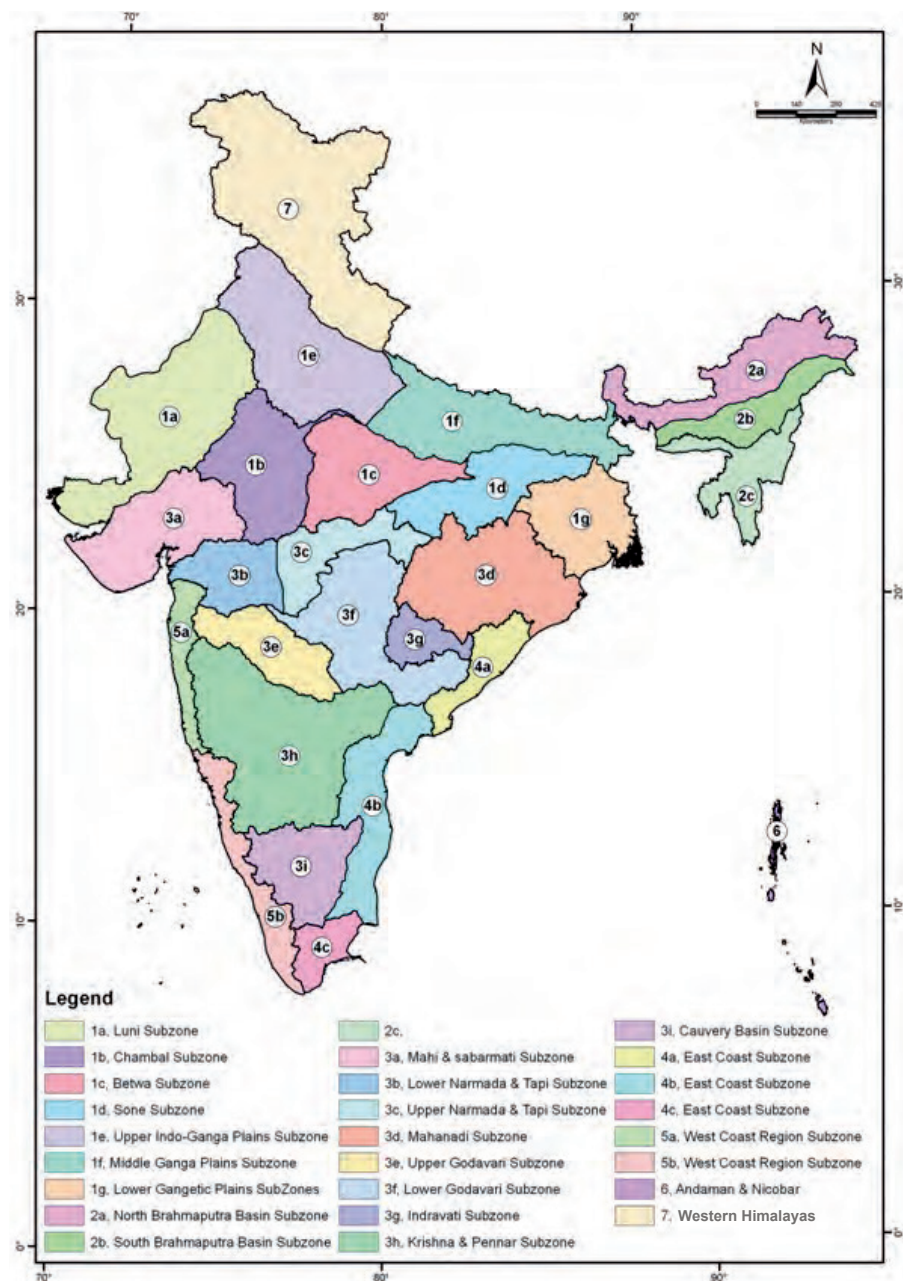 70° 80° 90°
N
0 140 280 420
Kilometers
7
30° 30°
1e
2a
1a
1f
2b
1b
1c
1d
2c
3a
1g
3c
3b
3d
20° 20°
3f
5a
3g
3e
4a
3h
4b
6
3i
10° 10°
5b
4c
Legend
1a, Luni Subzone
1b, Chambal Subzone
1c, Betwa Subzone
1d, Sone Subzone
1e, Upper Indo-Ganga Plains Subzone
1f, Middle Ganga Plains Subzone
1g, Lower Gangetic Plains SubZones
2a, North Brahmaputra Basin Subzone
2b, South Brahmaputra Basin Subzone
2c,
3a, Mahi & sabarmati Subzone
3b, Lower Narmada & Tapi Subzone
3c, Upper Narmada & Tapi Subzone
3d, Mahanadi Subzone
3e, Upper Godavari Subzone
3f, Lower Godavari Subzone
3g, Indravati Subzone
3h, Krishna & Pennar Subzone
3i, Cauvery Basin Subzone
4a, East Coast Subzone
4b, East Coast Subzone
4c, East Coast Subzone
5a, West Coast Region Subzone
5b, West Coast Region Subzone
6, Andaman & Nicobar
7, Western Himalayas
0° 0°
70° 80° 90°